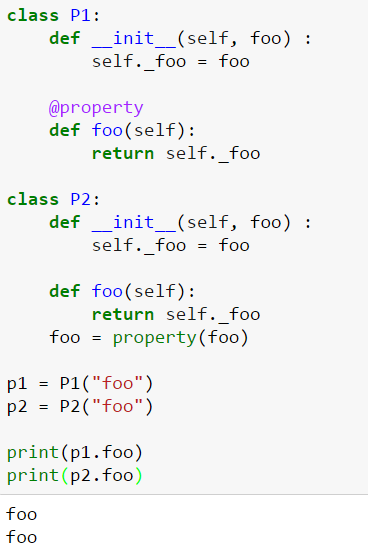 class P1:
    def __init__(self, foo) :
        self._foo = foo

    @property
    def foo(self):
        return self._foo

class P2:
    def __init__(self, foo) :
        self._foo = foo

    def foo(self):
        return self._foo
    foo = property(foo)

p1 = P1("foo")
p2 = P2("foo")

print(p1.foo)
print(p2.foo)
foo
foo